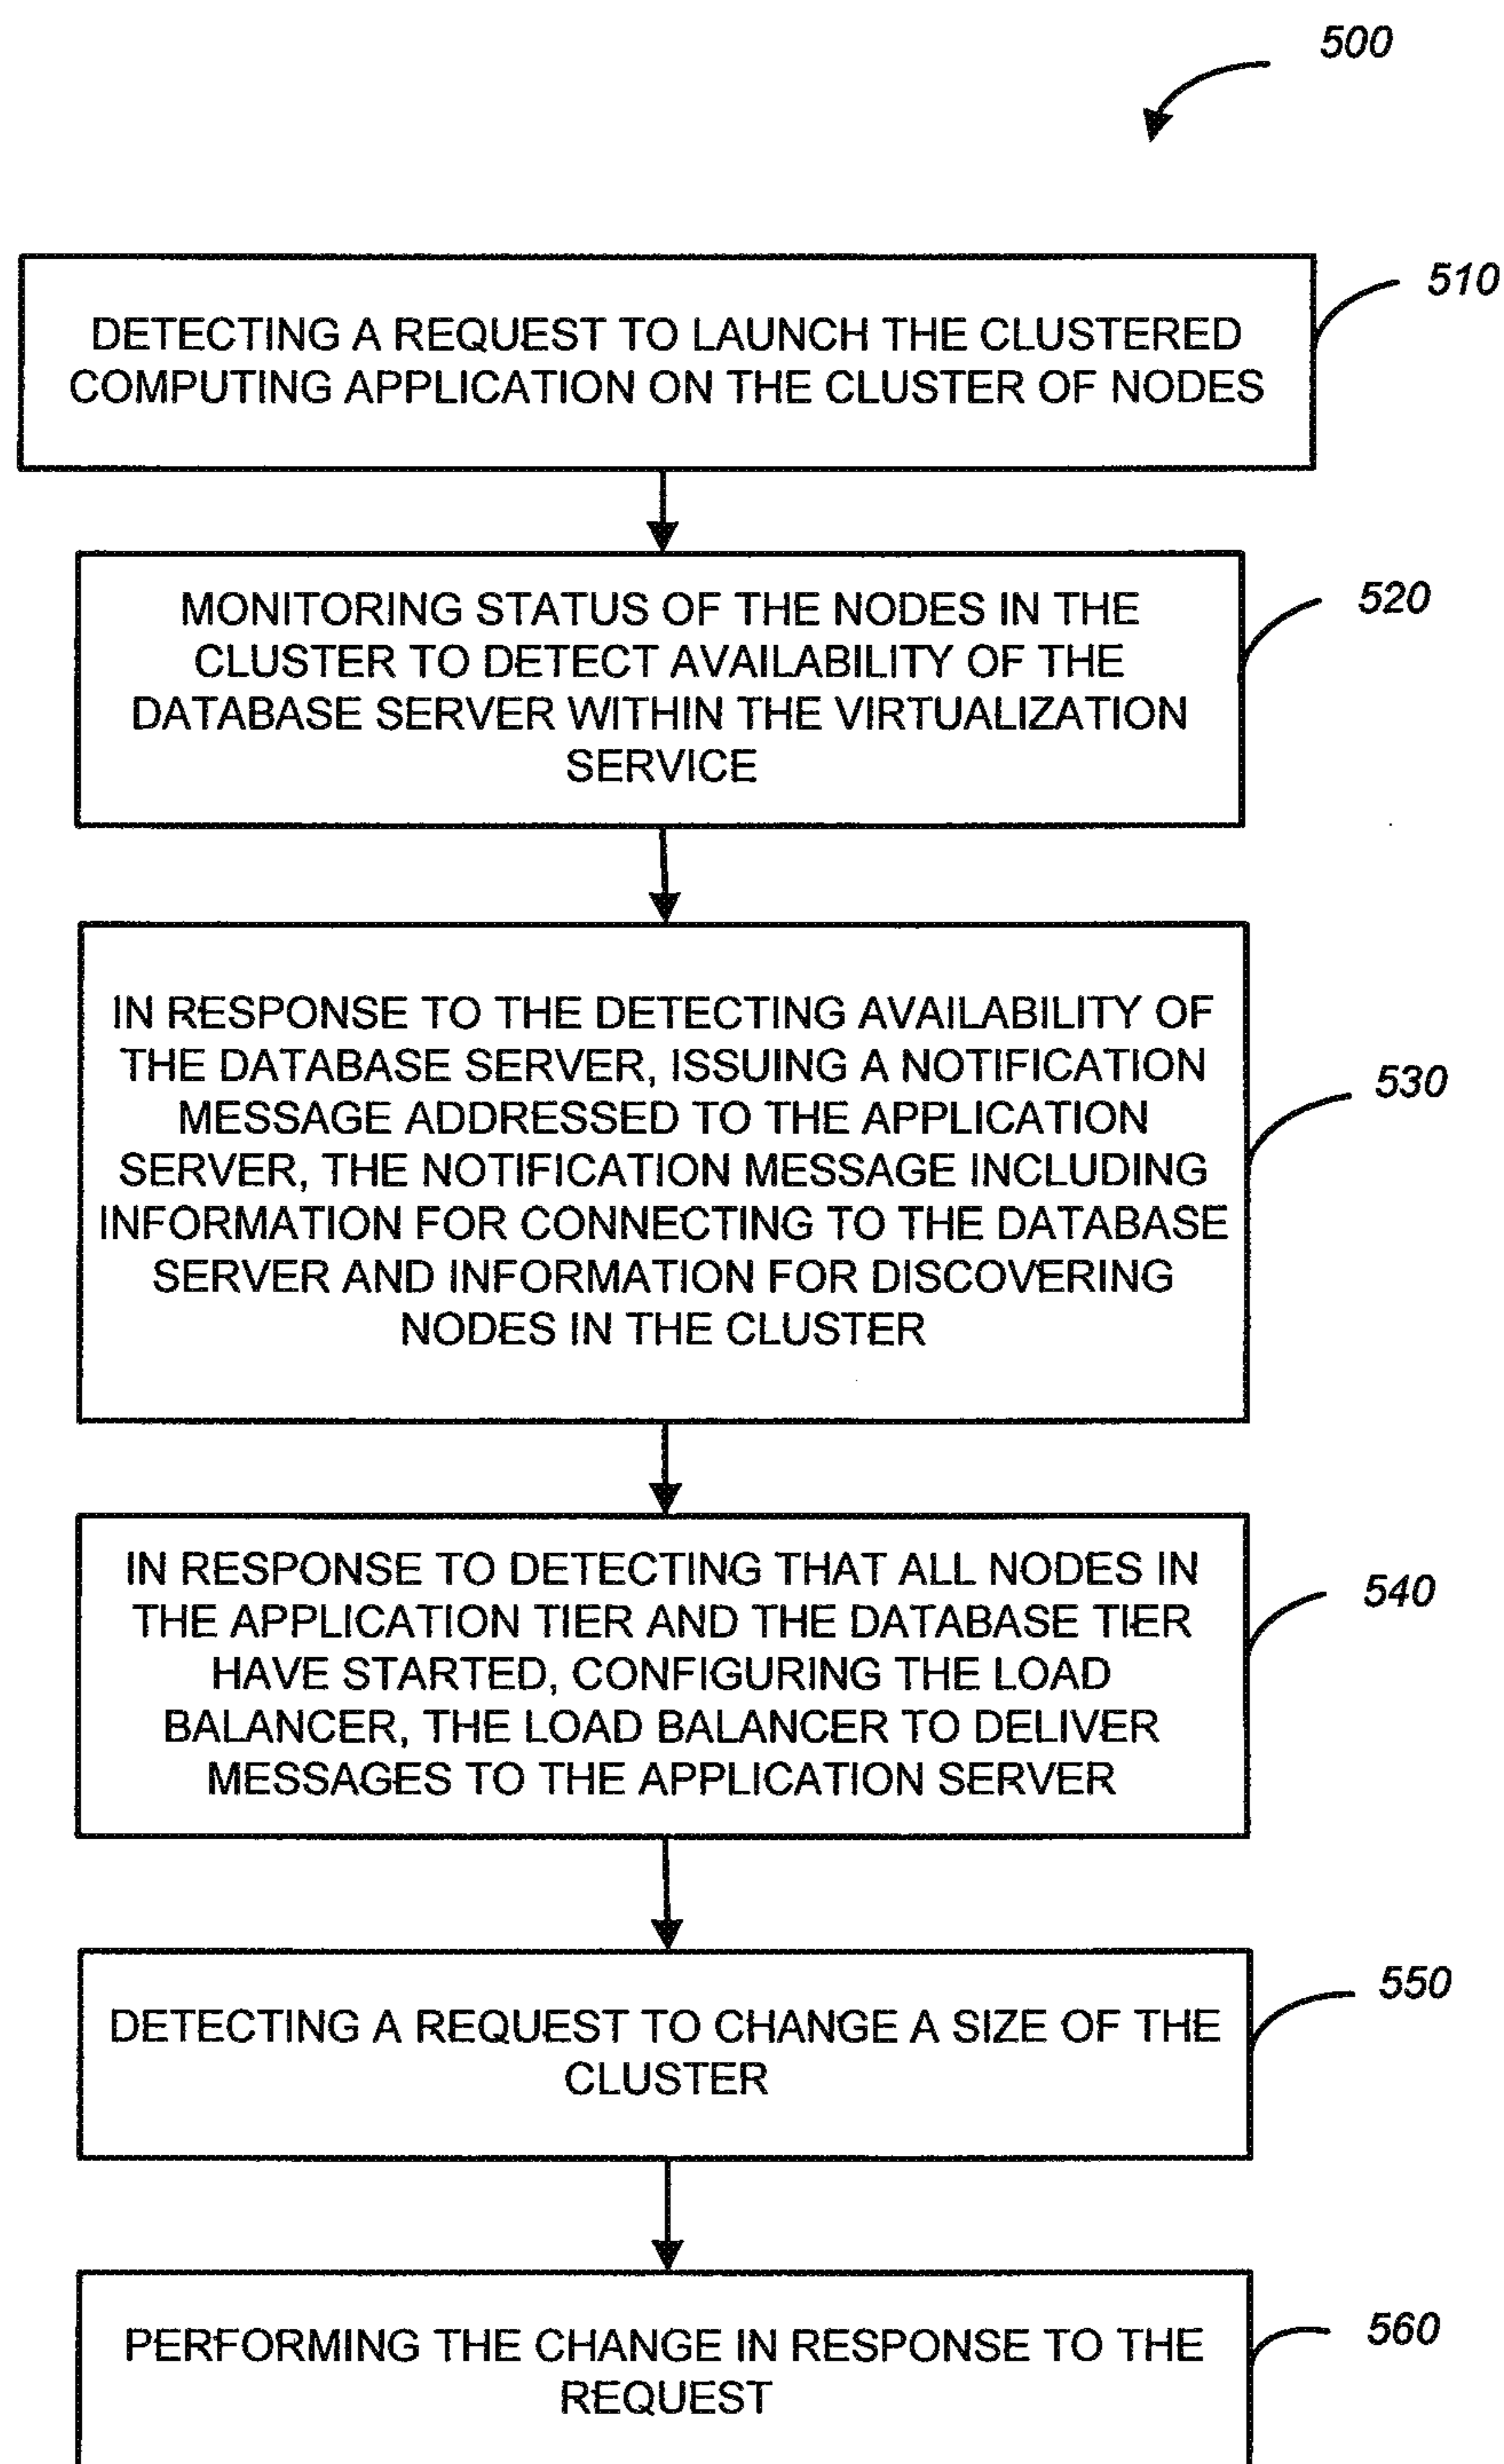 500
510
DETECTING A REQUEST TO LAUNCH THE CLUSTERED
COMPUTING APPLICATION ON THE CLUSTER OF NODES
520
MONITORING STATUS OF THE NODES IN THE
CLUSTER TO DETECT AVAILABILITY OF THE
DATABASE SERVER WITHIN THE VIRTUALIZATION
SERVICE
530
IN RESPONSE TO THE DETECTING AVAILABILITY OF
THE DATABASE SERVER, ISSUING A NOTIFICATION
MESSAGE ADDRESSED TO THE APPLICATION
SERVER, THE NOTIFICATION MESSAGE INCLUDING
INFORMATION FOR CONNECTING TO THE DATABASE
SERVER AND INFORMATION FOR DISCOVERING
NODES IN THE CLUSTER
540
IN RESPONSE TO DETECTING THAT ALL NODES IN
THE APPLICATION TIER AND THE DATABASE TIER
HAVE STARTED, CONFIGURING THE LOAD
BALANCER, THE LOAD BALANCER TO DELIVER
MESSAGES TO THE APPLICATION SERVER
550
DETECTING A REQUEST TO CHANGE A SIZE OF THE
CLUSTER
560
PERFORMING THE CHANGE IN RESPONSE TO THE
REQUEST